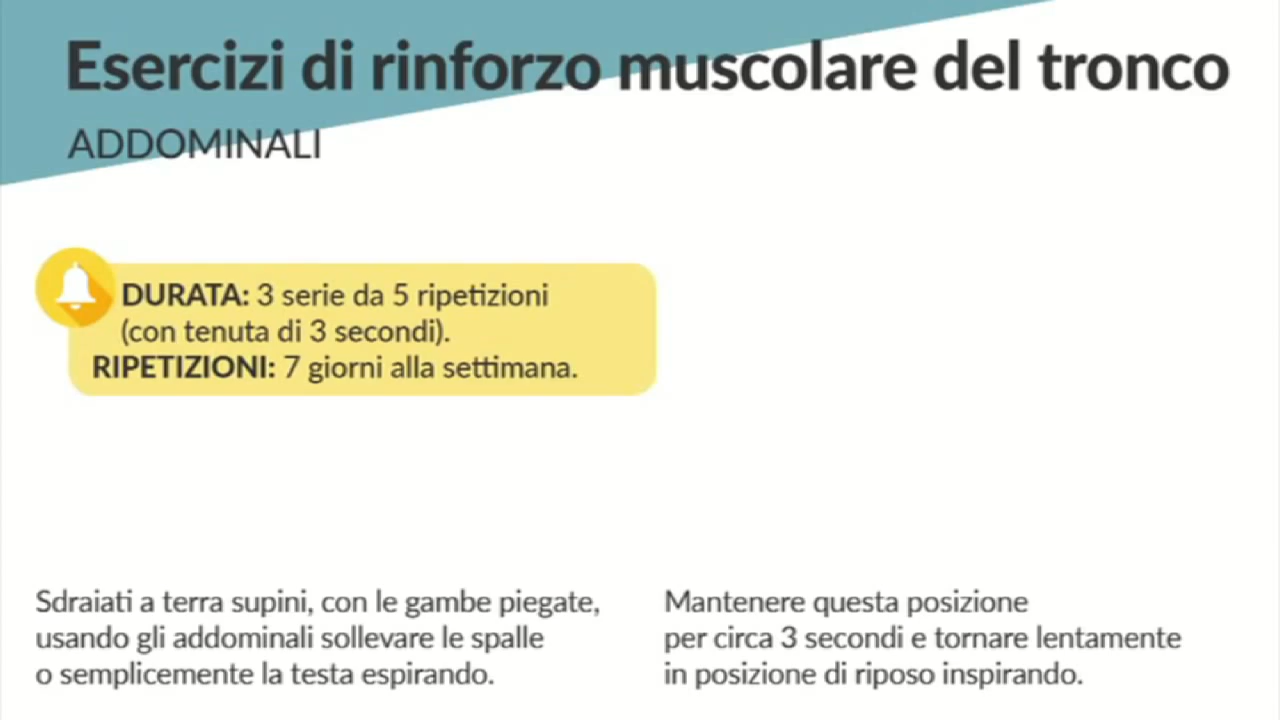 Esercizi di rinforzo muscolare del tronco
ADDOMINALI
DURATA: 3 serie da 5 ripetizioni
(con tenuta di 3 secondi).
RIPETIZIONI: 7 giorni alla settimana.
Sdraiati a terra supini, con le gambe piegate,
usando gli addominali sollevare le spalle
o semplicemente la testa espirando.
Mantenere questa posizione
per circa 3 secondi e tornare lentamente
in posizione di riposo inspirando.